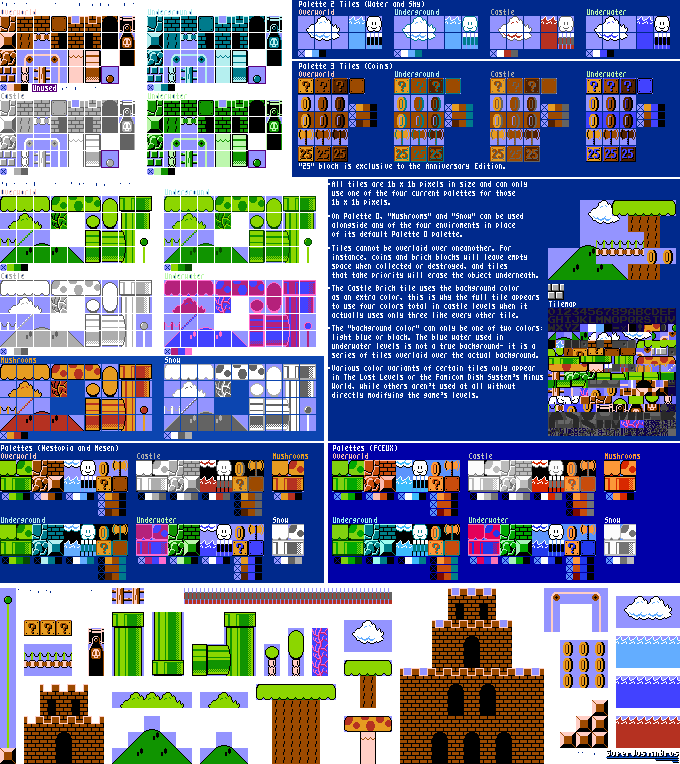 Palette 2 Tiles (Water and Sky)
Overworld
Underground
Castle
Underwater
Palette 3 Tiles (Coins)
Overworld
Underground
Castle
Underwater
"25" block is exclusive to the Anniversary Edition.
Unused
Castle
Castle
Mushrooms
Snow
All tiles are 16 x 16 pixels in size and can only
use one of the four current palettes for those
16 x 16 pixels.
On Palette 0, "Mushrooms" and "Snow" can be used
alongside any of the four enviroments in place
of its default Palette 0 palette.
Tiles cannot be overlaid over oneanother. For
instance, coins and brick blocks will leave empty
space when collected or destroyed, and tiles
that take priority will erase the object underneath.
The Castle Brick tile uses the background color
as an extra color, this is why the full tile appears
to use four colors total in castle levels when it
actually uses only three like every other tile.
The "background color" can only be one of two colors:
light blue or black. The blue water used in
underwater levels is not a true background- it is a
series of tiles overlaid over the actual background.
Various color variants of certain tiles only appear
in The Lost Levels or the Famicom Disk System's Minus
World, while others aren't used at all without
directly modifying the game's levels.
Tilemap
Palettes (Nestopia and Mesen)
Overworld
Castle
Mushrooms
Underground
Underwater
Snow
Palettes (FCEUX)
Overworld
Castle
Mushrooms
Underground
Underwater
Snow
SuperJustinBros